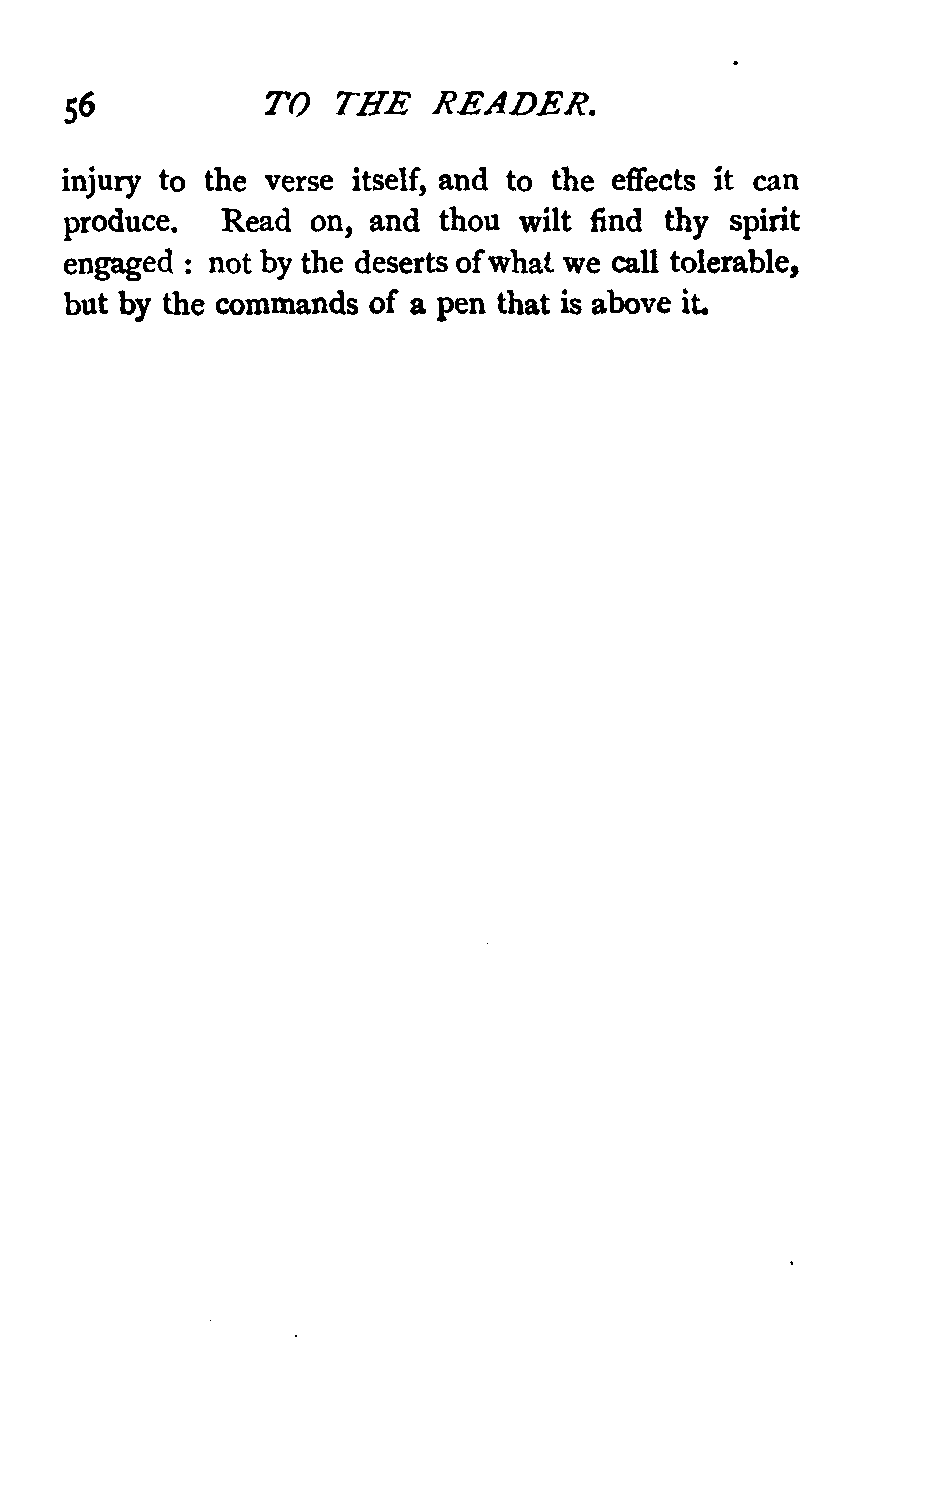 56 TO THE READER.
injury to the verse itself, and to the effects it can
produce. Read on, and thou wilt find thy spirit
engaged : not by the deserts of what we call tolerable,
but by the commands of a pen that is above it.